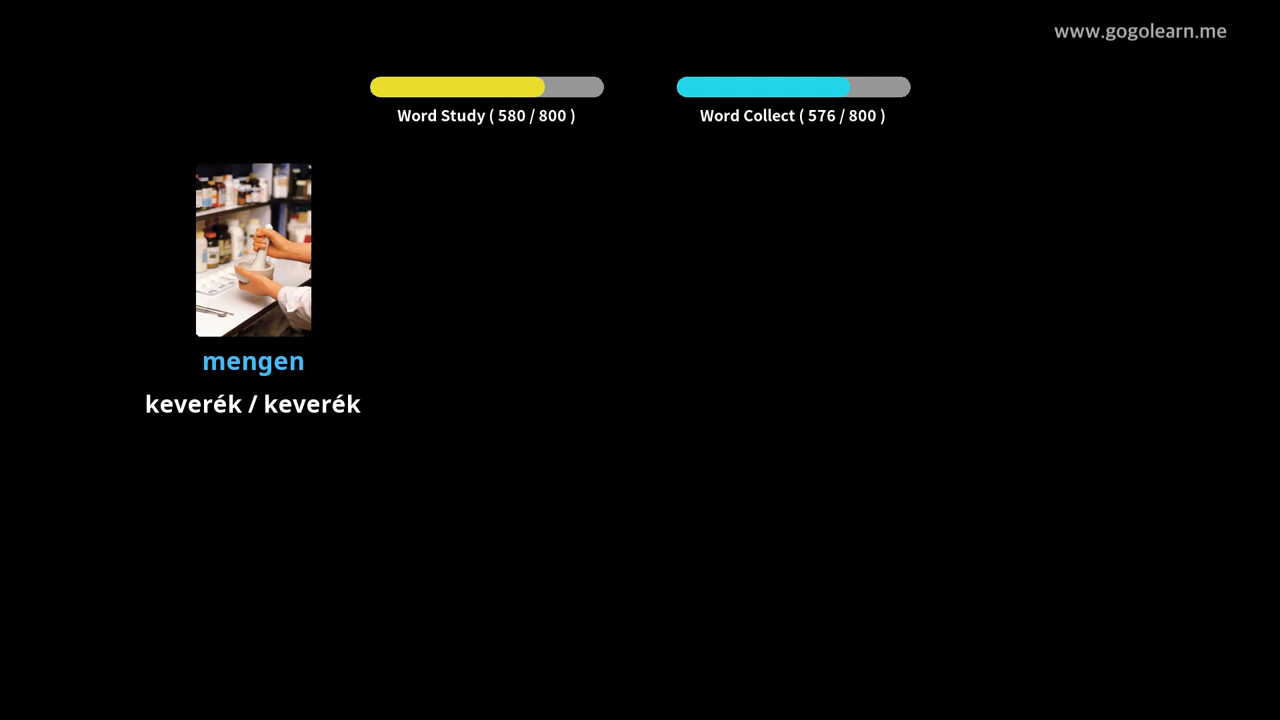 www.gogolearn.me
Word Study ( 580 / 800 )
Word Collect ( 576 / 800 )
mengen
keverék / keverék